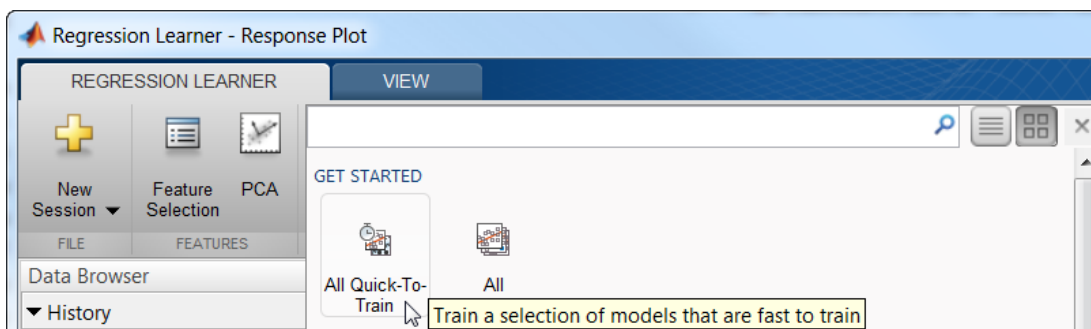 Regression Learner - Response Plot
REGRESSION LEARNER
VIEW
New
Session
Feature
Selection
PCA
FILE
FEATURES
GET STARTED
All Quick-To-
Train
All
Train a selection of models that are fast to train
Data Browser
History